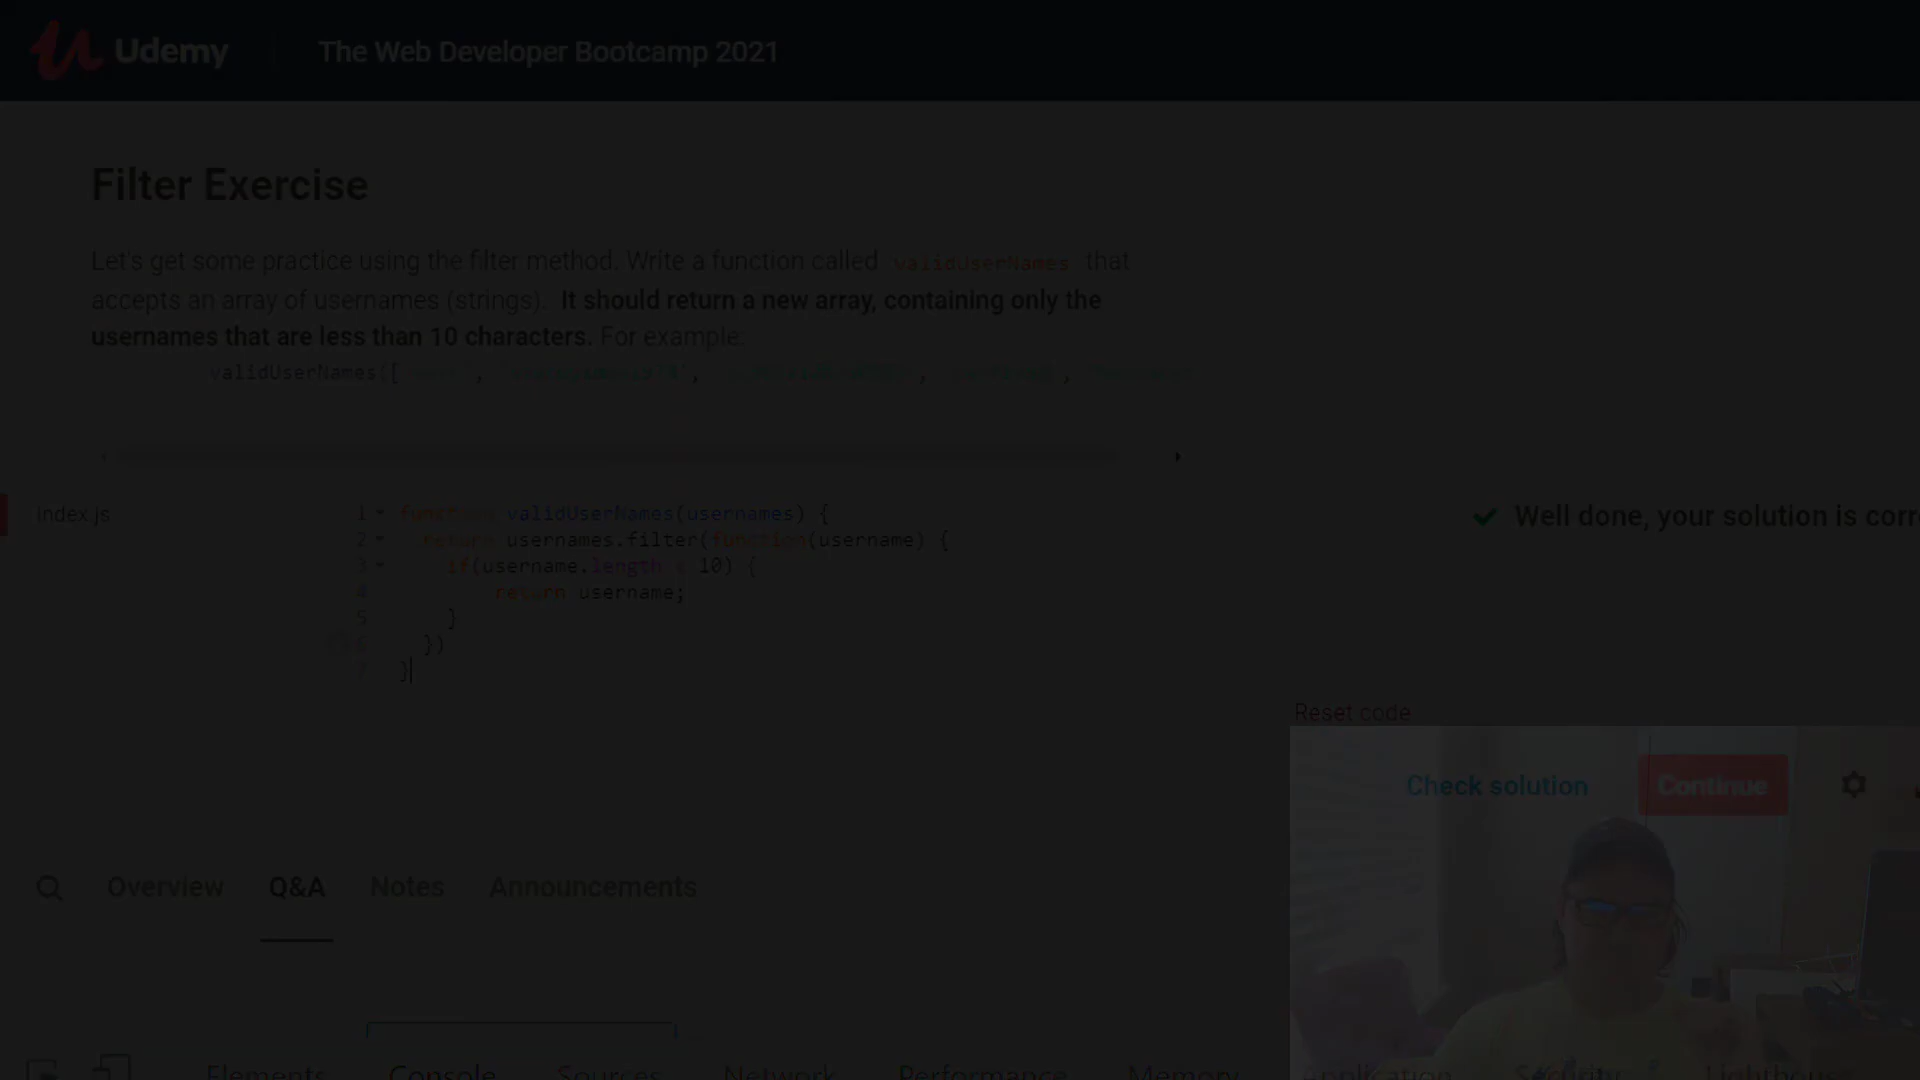 Udemy
The Web Developer Bootcamp 2021
Filter Exercise
Let's get some practice using the filter method. Write a function called validUserNames that
accepts an array of usernames (strings). It should return a new array, containing only the
usernames that are less than 10 characters. For example:
validUserNames([
index.js
1 function validUserNames(usernames) {
2 return usernames.filter(function(username) {
3 if(username.length < 10) {
4 return username;
5 }
6 })
7 }
Well done, your solution is corre
Reset code
Check solution
Continue
Overview
Q&A
Notes
Announcements
Elements
Console
Sources
Network
Performance
Memory
Application
Security
Lighthouse